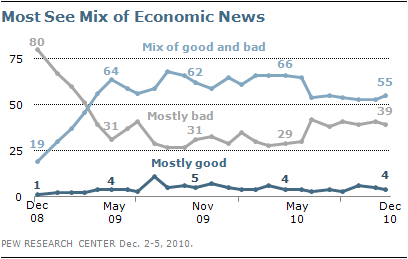 Most See Mix of Economic News
80
Mix of good and bad
75
64
62
66
55
50
Mostly bad
39
31
31
29
25
19
Mostly good
1
4
5
4
4
0
Dec
08
May
09
Nov
09
May
10
Dec
10
PEW RESEARCH CENTER Dec. 2-5, 2010.